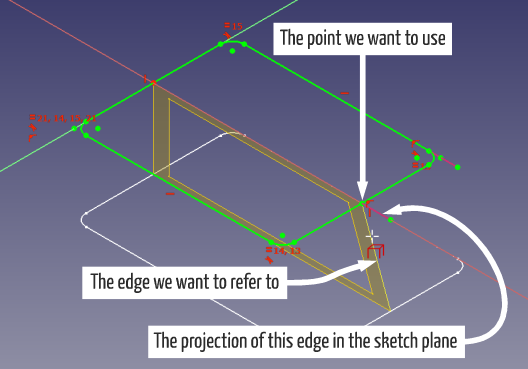 The point we want to use
The edge we want to refer to
The projection of this edge in the sketch plane